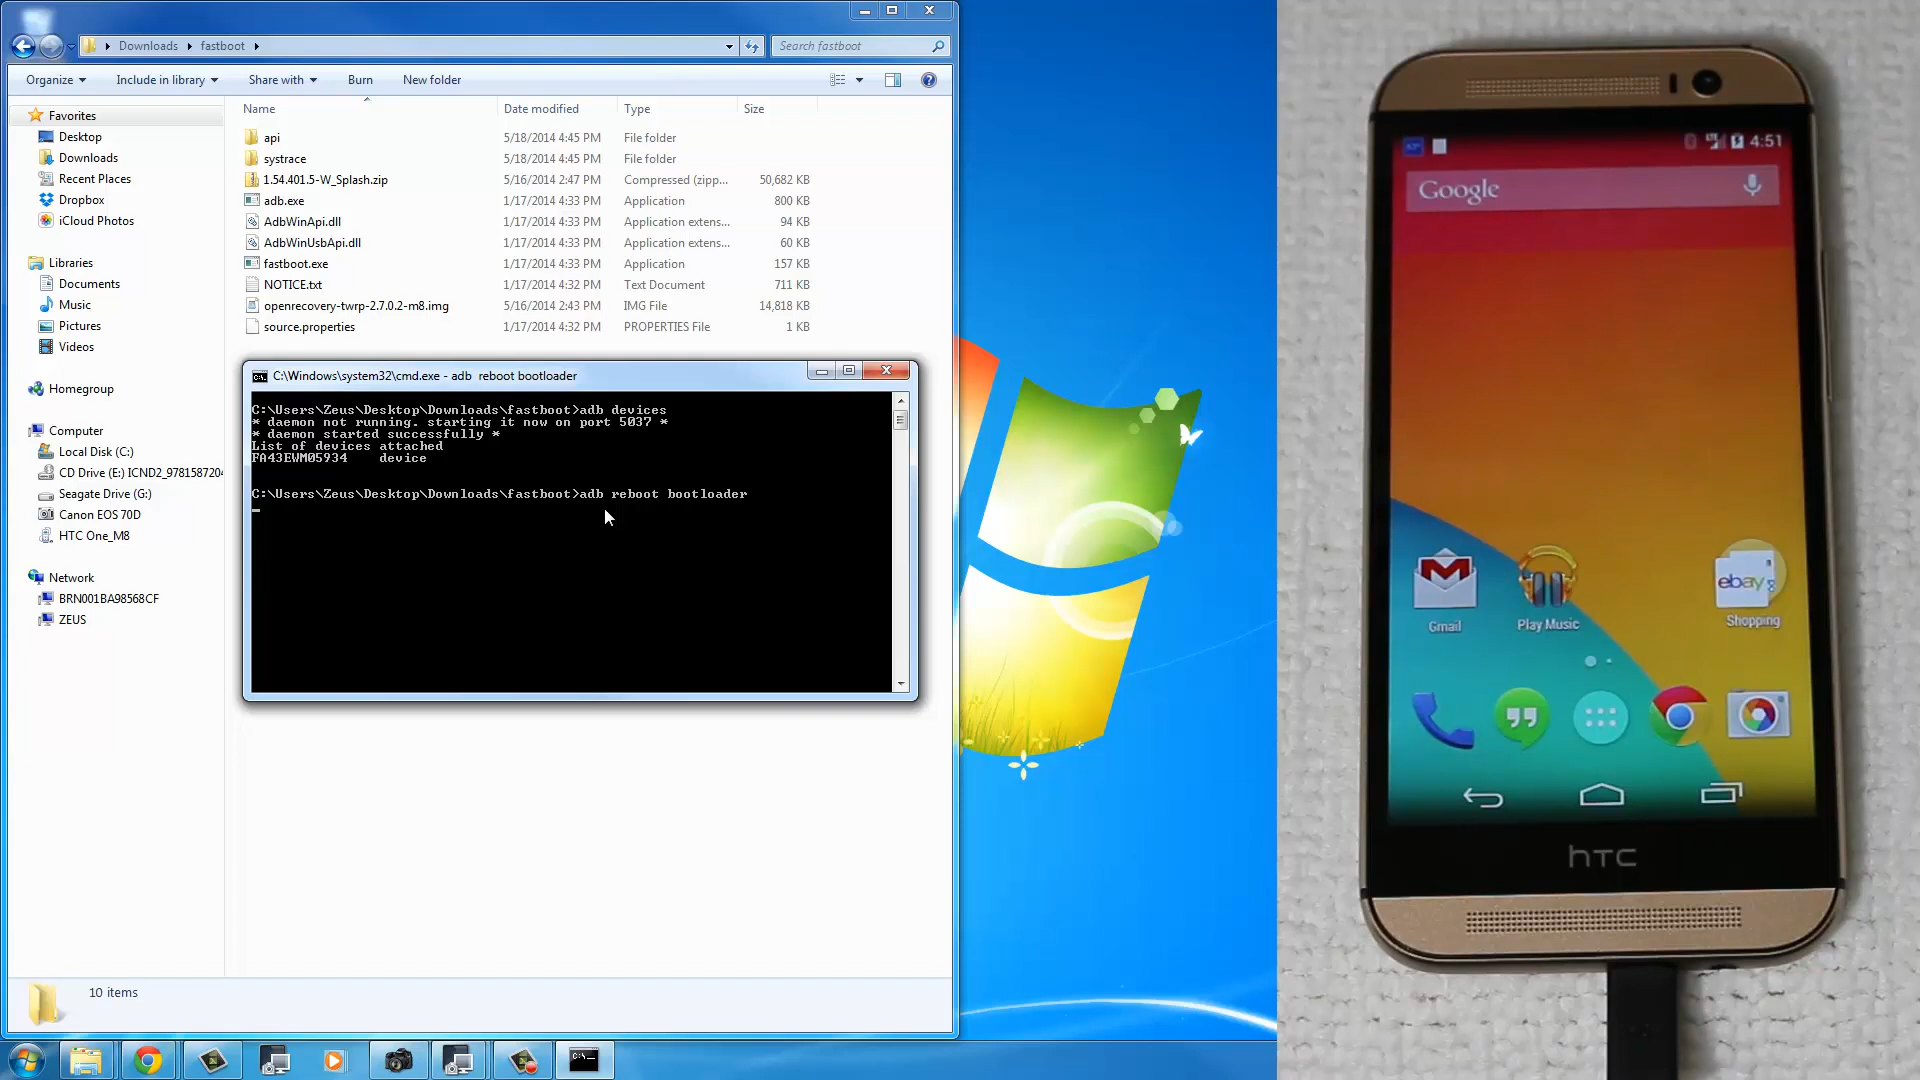 Downloads
fastboot
Search fastboot
Organize
Include in library
Share with
Burn
New folder
Name
Date modified
Type
Size
Favorites
Desktop
Downloads
Recent Places
Dropbox
iCloud Photos
Libraries
Documents
Music
Pictures
Videos
Homegroup
Computer
Local Disk (C:)
CD Drive (E:) ICND2_9781587204
Seagate Drive (G:)
Canon EOS 70D
HTC One_M8
Network
BRN001BA98568CF
ZEUS
api 5/18/2014 4:45 PM File folder
systrace 5/18/2014 4:45 PM File folder
1.54.401.5-W_Splash.zip 5/16/2014 2:47 PM Compressed (zipp... 50,682 KB
adb.exe 1/17/2014 4:33 PM Application 800 KB
AdbWinApi.dll 1/17/2014 4:33 PM Application extens... 94 KB
AdbWinUsbApi.dll 1/17/2014 4:33 PM Application extens... 60 KB
fastboot.exe 1/17/2014 4:33 PM Application 157 KB
NOTICE.txt 1/17/2014 4:32 PM Text Document 711 KB
openrecovery-twrp-2.7.0.2-m8.img 5/16/2014 2:43 PM IMG File 14,818 KB
source.properties 1/17/2014 4:32 PM PROPERTIES File 1 KB
C:\Windows\system32\cmd.exe - adb  reboot bootloader
C:\Users\Zeus\Desktop\Downloads\fastboot>adb devices
* daemon not running. starting it now on port 5037 *
* daemon started successfully *
List of devices attached
FA43EWM05934    device
C:\Users\Zeus\Desktop\Downloads\fastboot>adb reboot bootloader
10 items
4:51
Google
ebay
Gmail
Play Music
Shopping
hTC